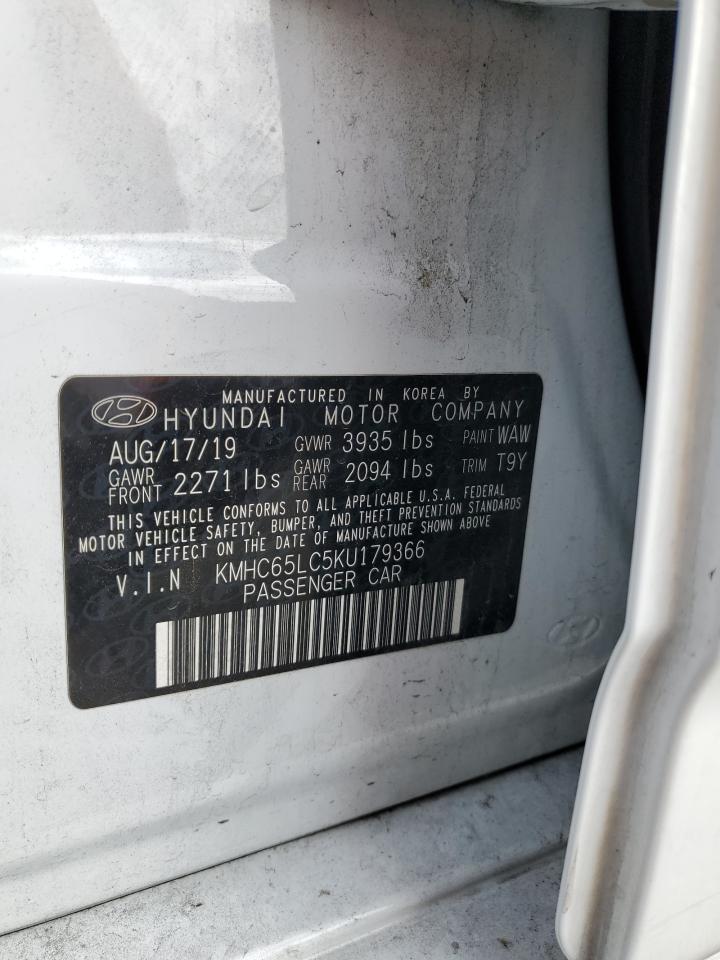 MANUFACTURED IN KOREA BY
HYUNDAI MOTOR COMPANY
AUG/17/19 GVWR 3935 lbs PAINT WAW
GAWR FRONT 2271 lbs GAWR REAR 2094 lbs TRIM T9Y
THIS VEHICLE CONFORMS TO ALL APPLICABLE U.S.A. FEDERAL
MOTOR VEHICLE SAFETY, BUMPER, AND THEFT PREVENTION STANDARDS
IN EFFECT ON THE DATE OF MANUFACTURE SHOWN ABOVE
V.I.N KMHC65LC5KU179366
PASSENGER CAR